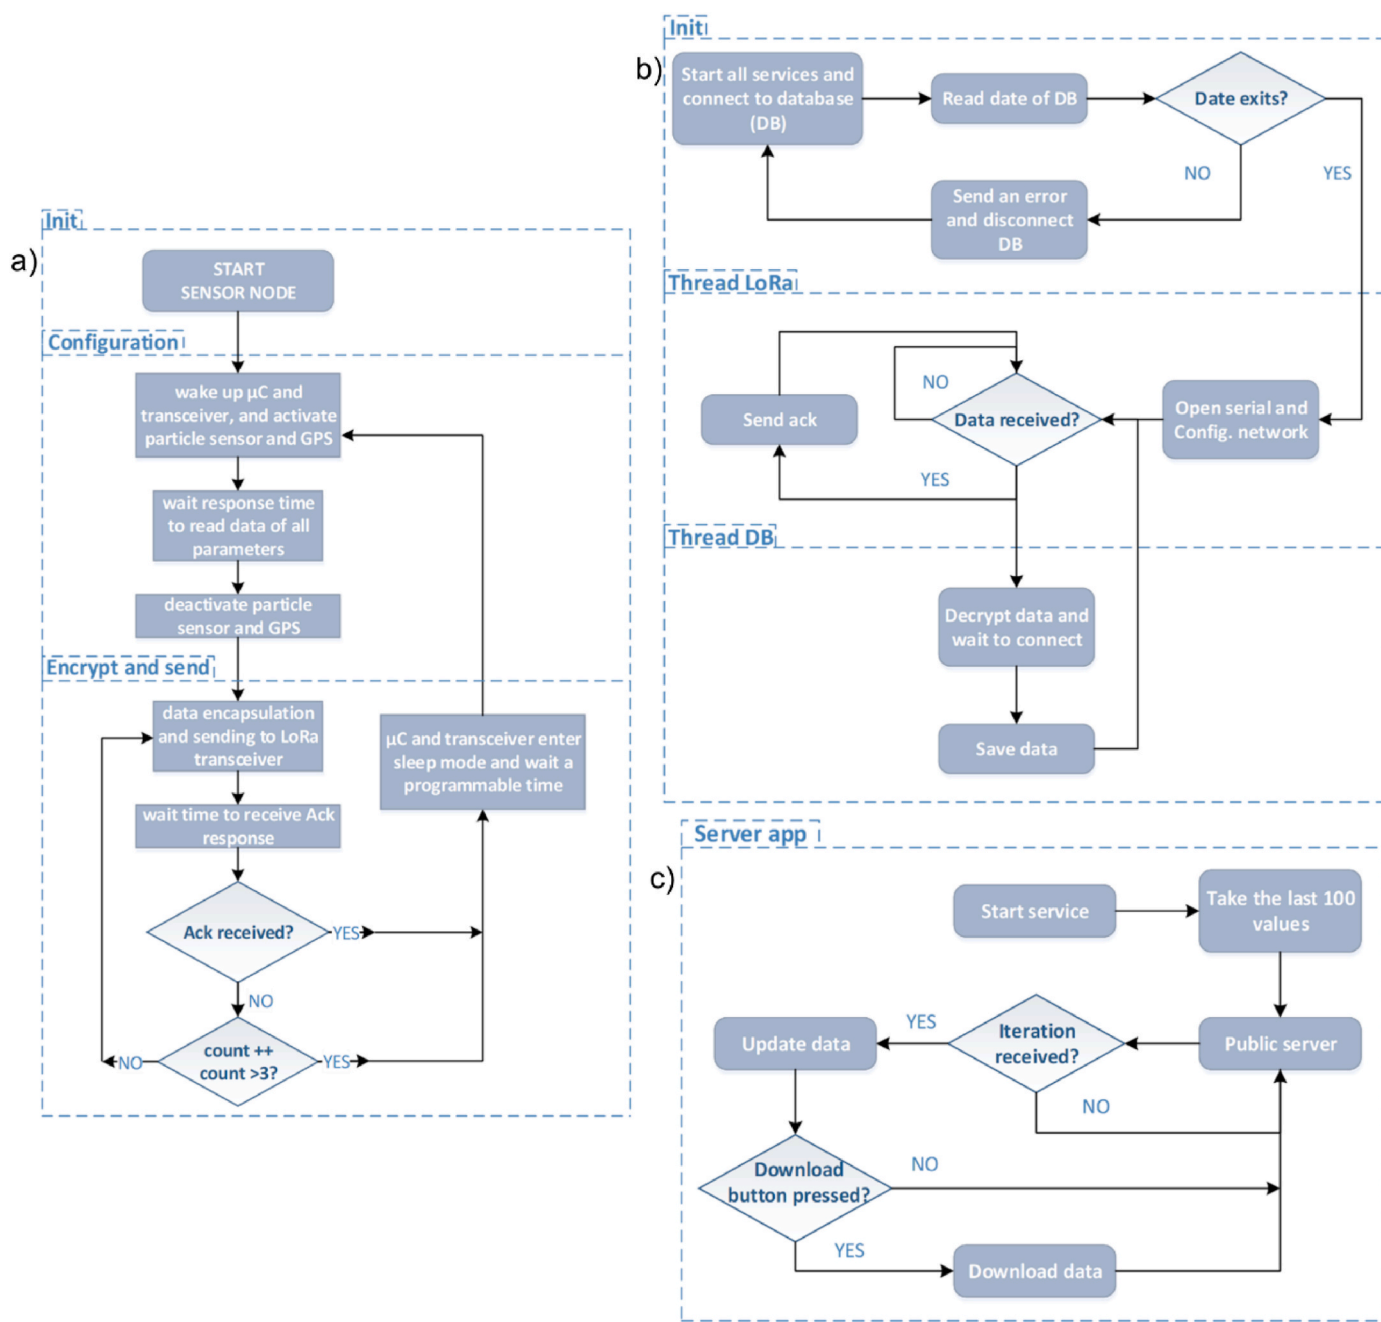 a)
Init
START
SENSOR NODE
Configuration
wake up µC and
transceiver, and activate
particle sensor and GPS
wait response time
to read data of all
parameters
deactivate particle
sensor and GPS
Encrypt and send
data encapsulation
and sending to LoRa
transceiver
µC and transceiver enter
sleep mode and wait a
programmable time
wait time to receive Ack
response
Ack received?
YES
NO
count ++
count >3?
NO
YES
b)
Init
Start all services and
connect to database
(DB)
Read date of DB
Date exits?
NO
YES
Send an error
and disconnect
DB
Thread LoRa
NO
Send ack
Data received?
Open serial and
Config. network
YES
Thread DB
Decrypt data and
wait to connect
Save data
c)
Server app
Start service
Take the last 100
values
Update data
YES
Iteration
received?
Public server
NO
Download
button pressed?
NO
YES
Download data